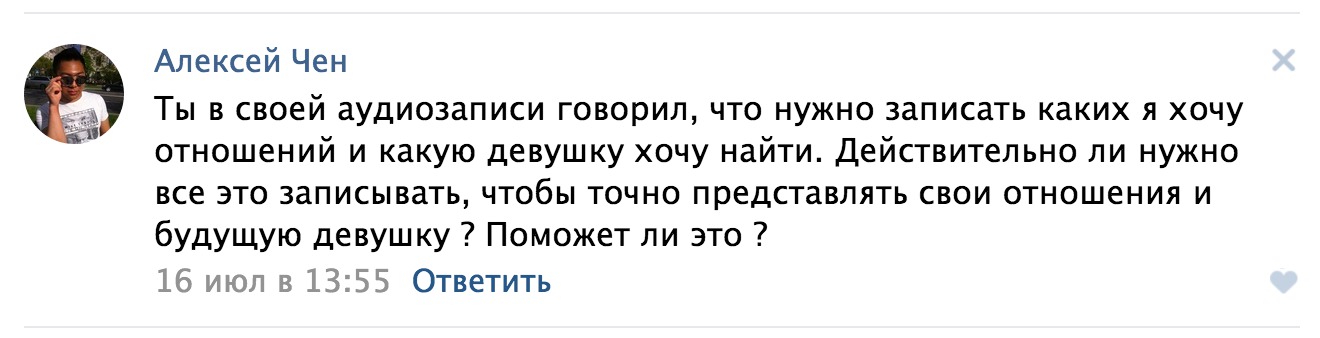 Алексей Чен
Ты в своей аудиозаписи говорил, что нужно записать каких я хочу
отношений и какую девушку хочу найти. Действительно ли нужно
все это записывать, чтобы точно представлять свои отношения и
будущую девушку ? Поможет ли это ?
16 июл в 13:55 Ответить